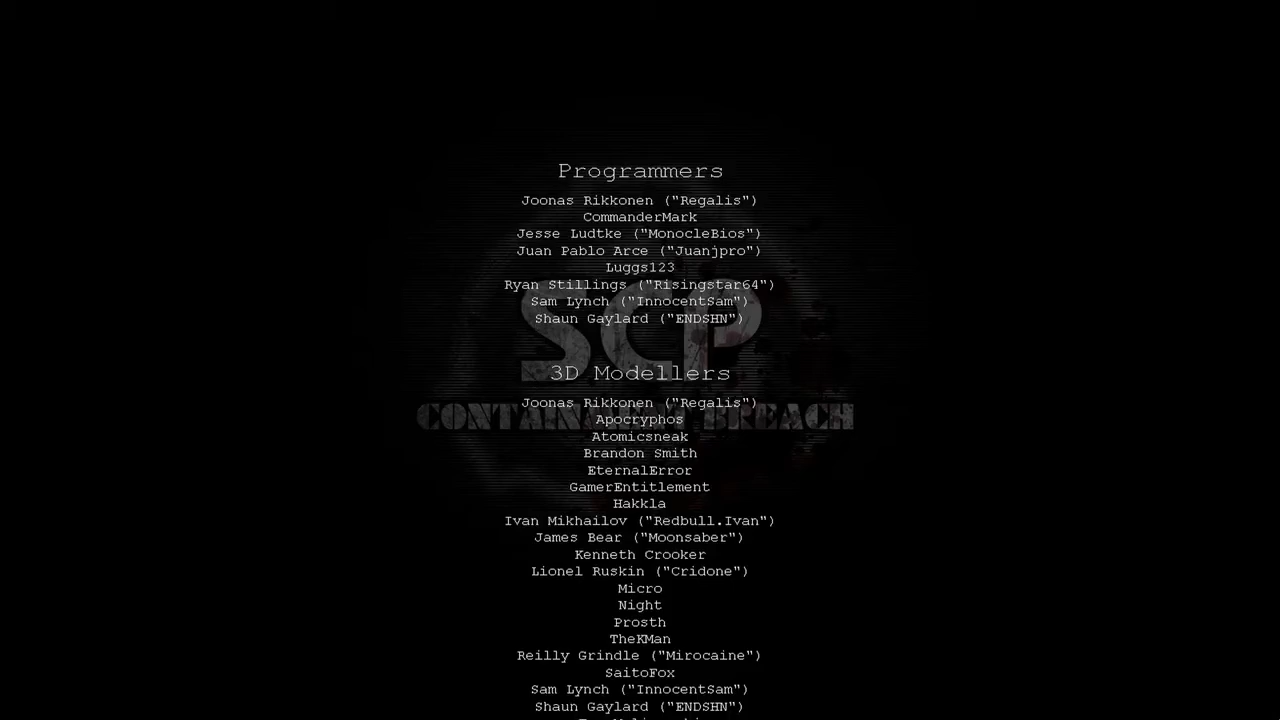 Programmers
Joonas Rikkonen ("Regalis")
CommanderMark
Jesse Ludtke ("MonocleBios")
Juan Pablo Arce ("Juanjpro")
Luggs123
Ryan Stillings ("Risingstar64")
Sam Lynch ("InnocentSam")
Shaun Gaylard ("ENDSHN")
SCP
3D Modellers
Joonas Rikkonen ("Regalis")
CONTAINMENT BREACH
Apocryphos
Atomicsneak
Brandon Smith
EternalError
GamerEntitlement
Hakkla
Ivan Mikhailov ("Redbull.Ivan")
James Bear ("Moonsaber")
Kenneth Crooker
Lionel Ruskin ("Cridone")
Micro
Night
Prosth
TheKMan
Reilly Grindle ("Mirocaine")
SaitoFox
Sam Lynch ("InnocentSam")
Shaun Gaylard ("ENDSHN")